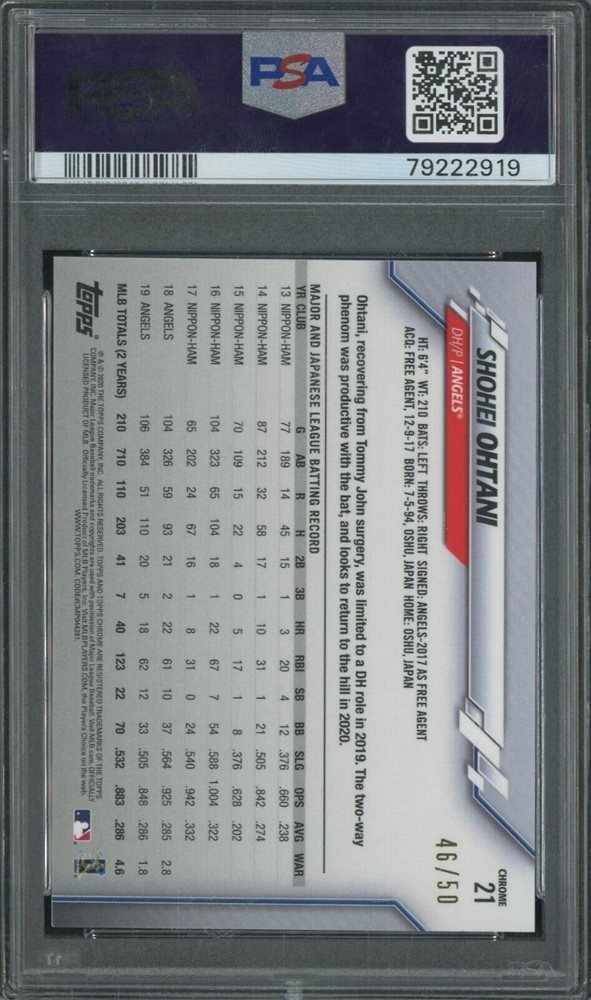 PSA
79222919
CHROME
21
46/50
SHOHEI OHTANI
DH/P | ANGELS®
HT: 6'4" WT: 210 BATS: LEFT THROWS: RIGHT SIGNED: ANGELS-2017 AS FREE AGENT
ACQ: FREE AGENT, 12-9-17 BORN: 7-5-94, OSHU, JAPAN HOME: OSHU, JAPAN
Ohtani, recovering from Tommy John surgery, was limited to a DH role in 2019. The two-way
phenom was productive with the bat, and looks to return to the hill in 2020.
MAJOR AND JAPANESE LEAGUE BATTING RECORD
YR CLUB G AB R H 2B 3B HR RBI SB BB SLG OPS AVG WAR
13 NIPPON-HAM 77 189 14 45 15 1 3 20 4 12 .376 .660 .238
14 NIPPON-HAM 87 212 32 58 17 1 10 31 1 21 .505 .842 .274
15 NIPPON-HAM 70 109 15 22 4 0 5 17 1 8 .376 .628 .202
16 NIPPON-HAM 104 323 65 104 18 1 22 67 7 54 .588 1.004 .322
17 NIPPON-HAM 65 202 24 67 16 1 8 31 0 24 .540 .942 .332
18 ANGELS 104 326 59 93 21 2 22 61 10 37 .564 .925 .285 2.8
19 ANGELS 106 384 51 110 20 5 18 62 12 33 .505 .848 .286 1.8
MLB TOTALS (2 YEARS) 210 710 110 203 41 7 40 123 22 70 .532 .883 .286 4.6
topps®
® & © 2020 THE TOPPS COMPANY, INC. ALL RIGHTS RESERVED. TOPPS AND TOPPS CHROME ARE REGISTERED TRADEMARKS OF THE TOPPS
COMPANY, INC. Major League Baseball trademarks and copyrights are used with permission of Major League Baseball. Visit MLB.com. OFFICIALLY
LICENSED PRODUCT OF MLB Players, Inc. Visit MLBPLAYERS.COM, the Players Choice on the web.
WWW.TOPPS.COM. CODE#CMP044281.
PSA